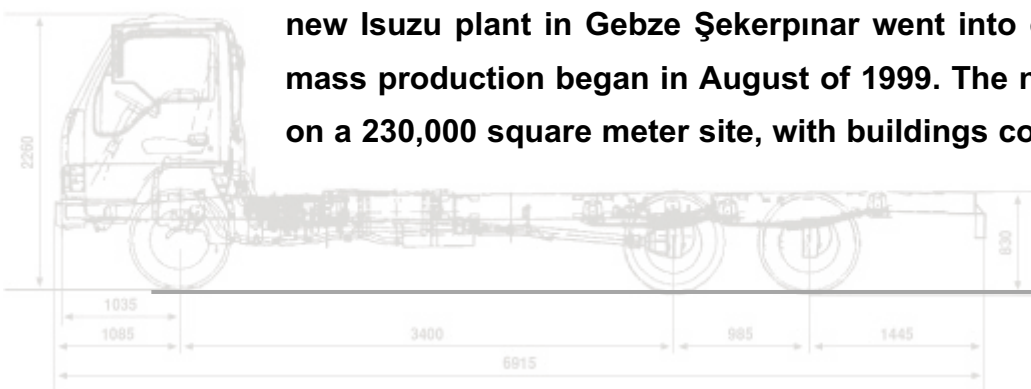 new Isuzu plant in Gebze Şekerpınar went into
mass production began in August of 1999. The
on a 230,000 square meter site, with buildings
2260
830
1035
1085 3400 985 1445
6915